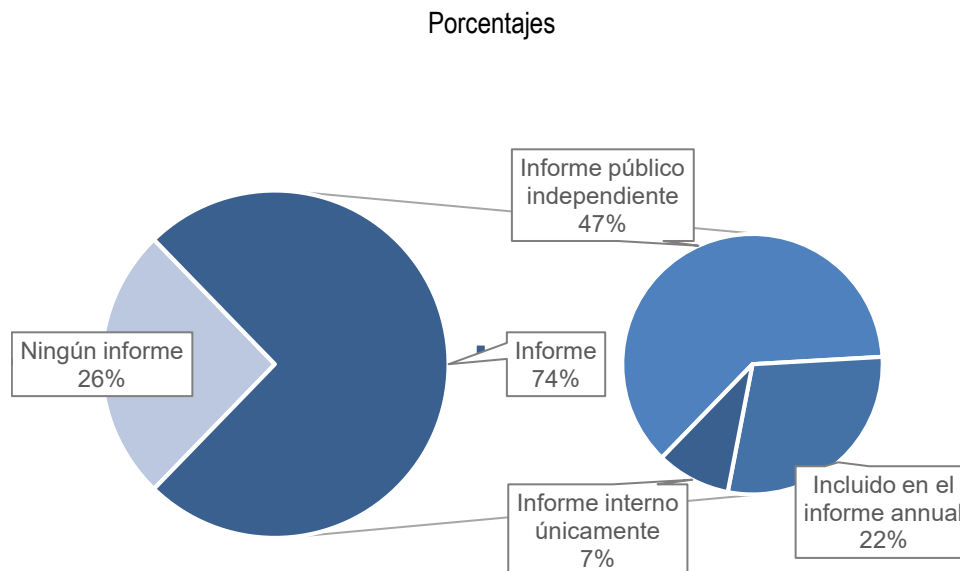 Porcentajes
Informe público
independiente
47%
Ningún informe
26%
Informe
74%
Informe interno
únicamente
7%
Incluido en el
informe annual
22%